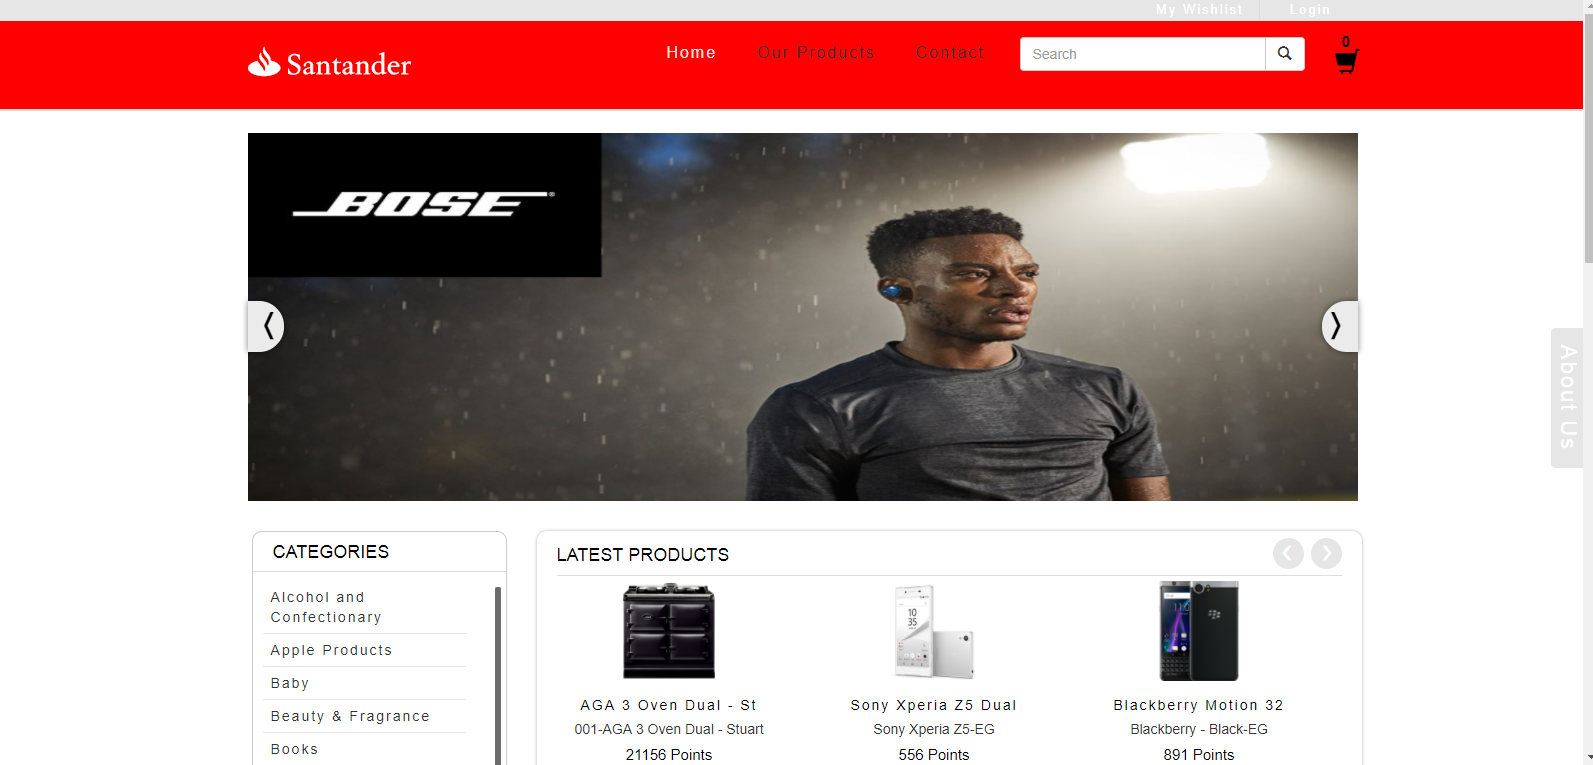 My Wishlist
Login
Santander
Home
Our Products
Contact
Search
0
BOSE
About Us
CATEGORIES
Alcohol and
Confectionary
Apple Products
Baby
Beauty & Fragrance
Books
LATEST PRODUCTS
AGA 3 Oven Dual - St
001-AGA 3 Oven Dual - Stuart
21156 Points
10
35
Sony Xperia Z5 Dual
Sony Xperia Z5-EG
556 Points
Blackberry Motion 32
Blackberry - Black-EG
891 Points